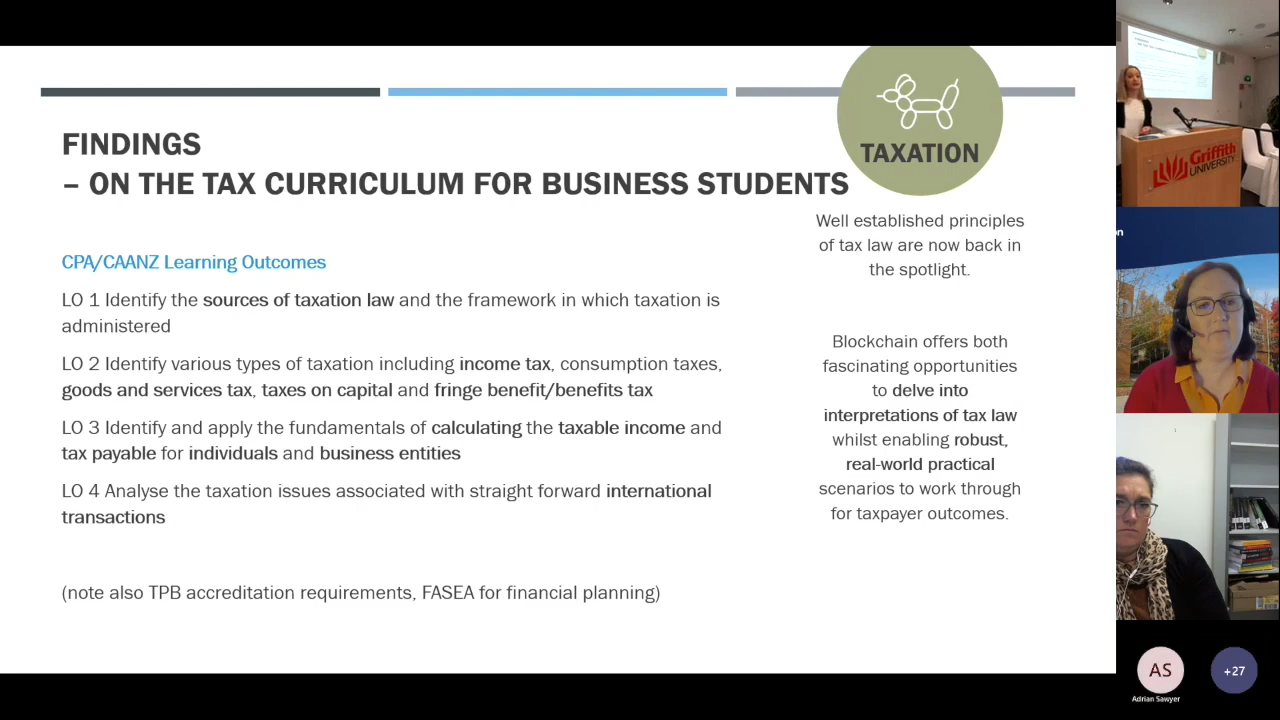 FINDINGS
– ON THE TAX CURRICULUM FOR BUSINESS STUDENTS
TAXATION
CPA/CAANZ Learning Outcomes
LO 1 Identify the sources of taxation law and the framework in which taxation is
administered
LO 2 Identify various types of taxation including income tax, consumption taxes,
goods and services tax, taxes on capital and fringe benefit/benefits tax
LO 3 Identify and apply the fundamentals of calculating the taxable income and
tax payable for individuals and business entities
LO 4 Analyse the taxation issues associated with straight forward international
transactions
(note also TPB accreditation requirements, FASEA for financial planning)
Well established principles
of tax law are now back in
the spotlight.
Blockchain offers both
fascinating opportunities
to delve into
interpretations of tax law
whilst enabling robust,
real-world practical
scenarios to work through
for taxpayer outcomes.
Griffith
UNIVERSITY
on
AS
Adrian Sawyer
+27